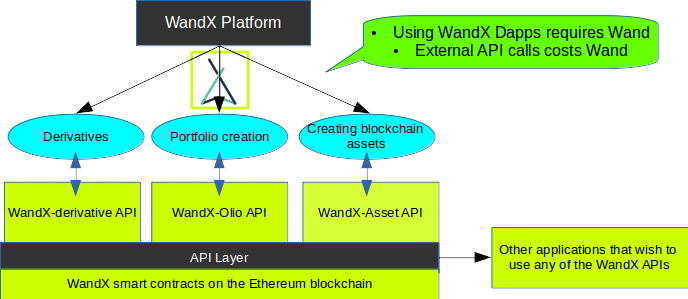 WandX Platform
• Using WandX Dapps requires Wand
• External API calls costs Wand
Derivatives
Portfolio creation
Creating blockchain
assets
WandX-derivative API
WandX-Olio API
WandX-Asset API
API Layer
WandX smart contracts on the Ethereum blockchain
Other applications that wish to
use any of the WandX APIs